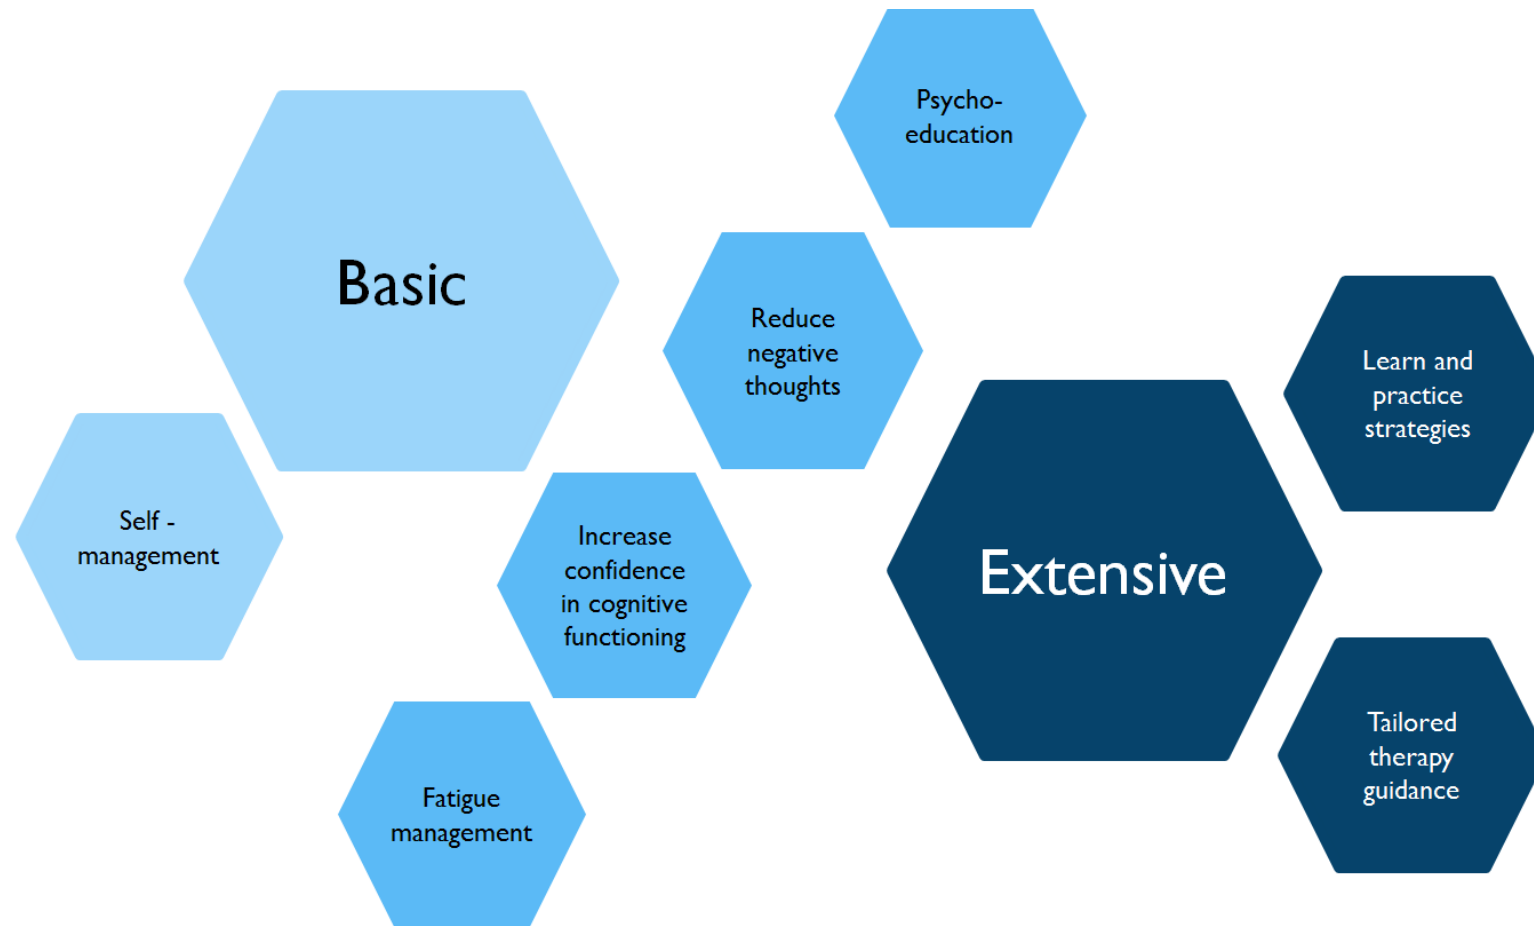 Psycho-
education
Basic
Reduce
negative
thoughts
Learn and
practice
strategies
Self -
management
Increase
confidence
in cognitive
functioning
Extensive
Tailored
therapy
guidance
Fatigue
management